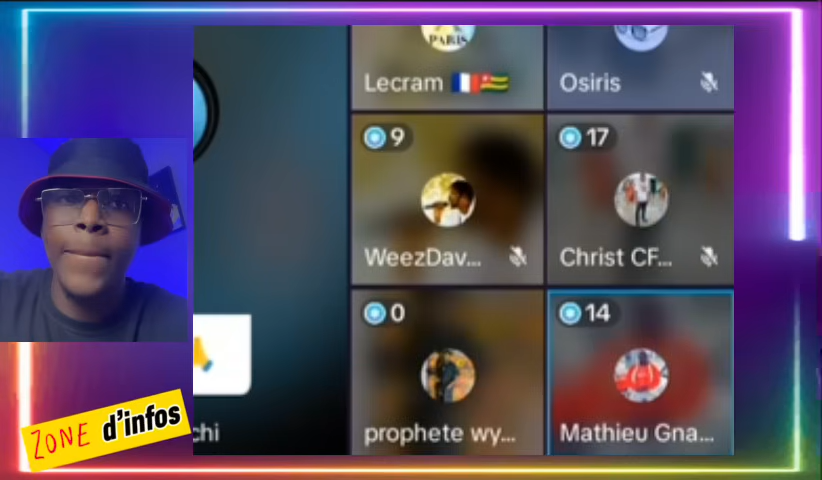 PARIS
Lecram
Osiris
9
17
WeezDav...
Christ CF...
0
14
chi
prophete wy...
Mathieu Gna...
ZONE d'infos